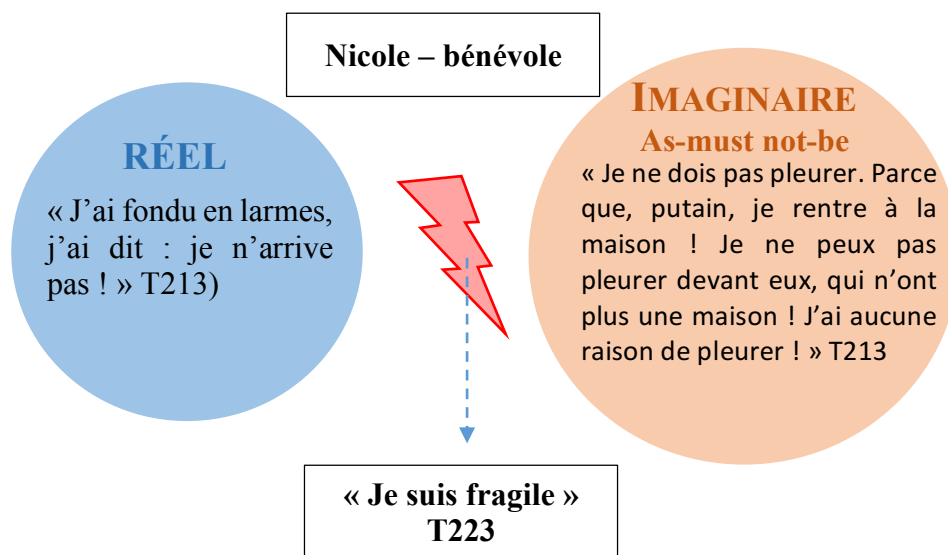 Nicole – bénévole
RÉEL
« J’ai fondu en larmes,
j’ai dit : je n’arrive
pas ! » T213)
IMAGINAIRE
As-must not-be
« Je ne dois pas pleurer. Parce
que, putain, je rentre à la
maison ! Je ne peux pas
pleurer devant eux, qui n’ont
plus une maison ! J’ai aucune
raison de pleurer ! » T213
« Je suis fragile »
T223